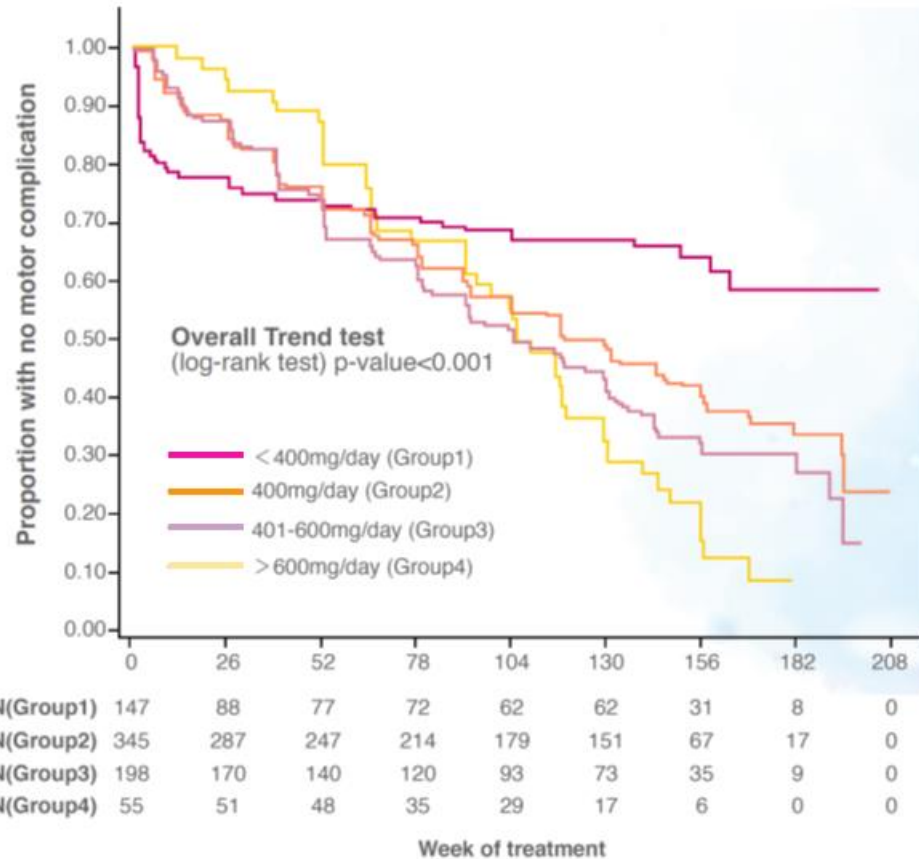 Proportion with no motor complication
1.00
0.90
0.80
0.70
0.60
0.50
0.40
0.30
0.20
0.10
0.00
Overall Trend test
(log-rank test) p-value<0.001
<400mg/day (Group1)
400mg/day (Group2)
401-600mg/day (Group3)
>600mg/day (Group4)
0 26 52 78 104 130 156 182 208
N(Group1) 147 88 77 72 62 62 31 8 0
N(Group2) 345 287 247 214 179 151 67 17 0
N(Group3) 198 170 140 120 93 73 35 9 0
N(Group4) 55 51 48 35 29 17 6 0 0
Week of treatment